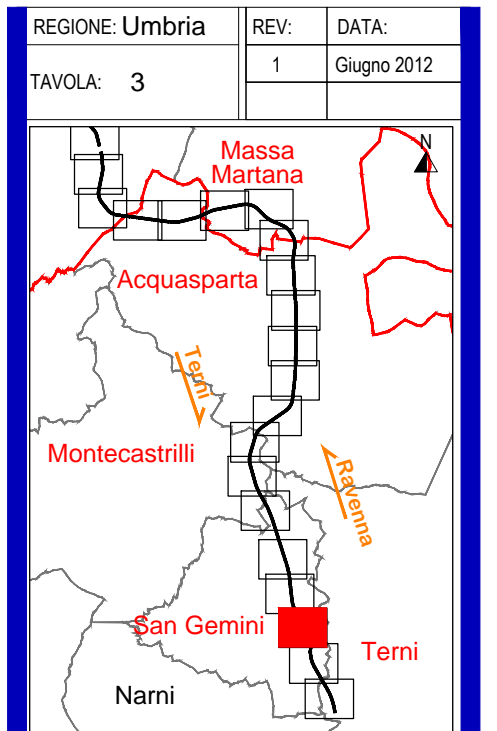 REGIONE: Umbria
REV:
DATA:
TAVOLA: 3
1
Giugno 2012
N
Massa
Martana
Acquasparta
Terni
Montecastrilli
Ravenna
San Gemini
Terni
Narni